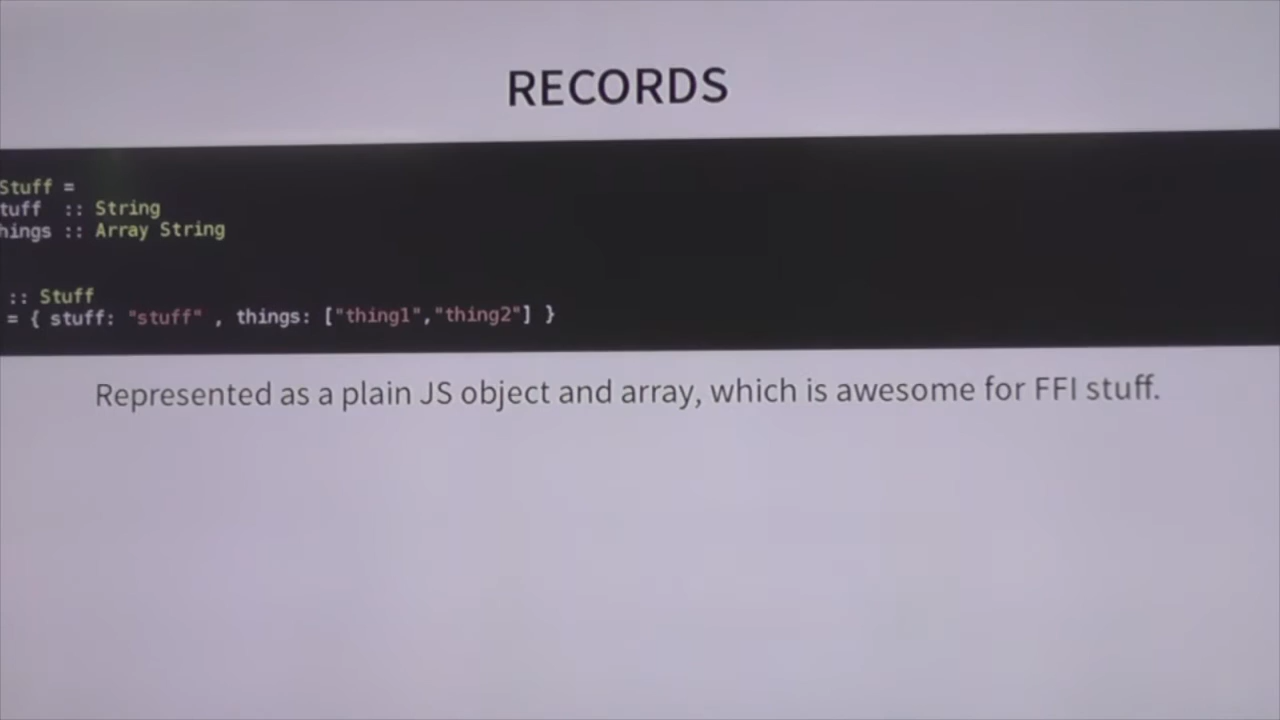 RECORDS
Stuff =
tuff :: String
hings :: Array String
:: Stuff
= { stuff: "stuff" , things: ["thing1","thing2"] }
Represented as a plain JS object and array, which is awesome for FFI stuff.